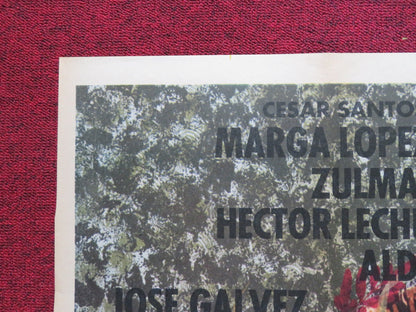 CESAR SANTO
MARGA LOPE
ZULMA
HECTOR LECH
ALD
JOSE GALVEZ